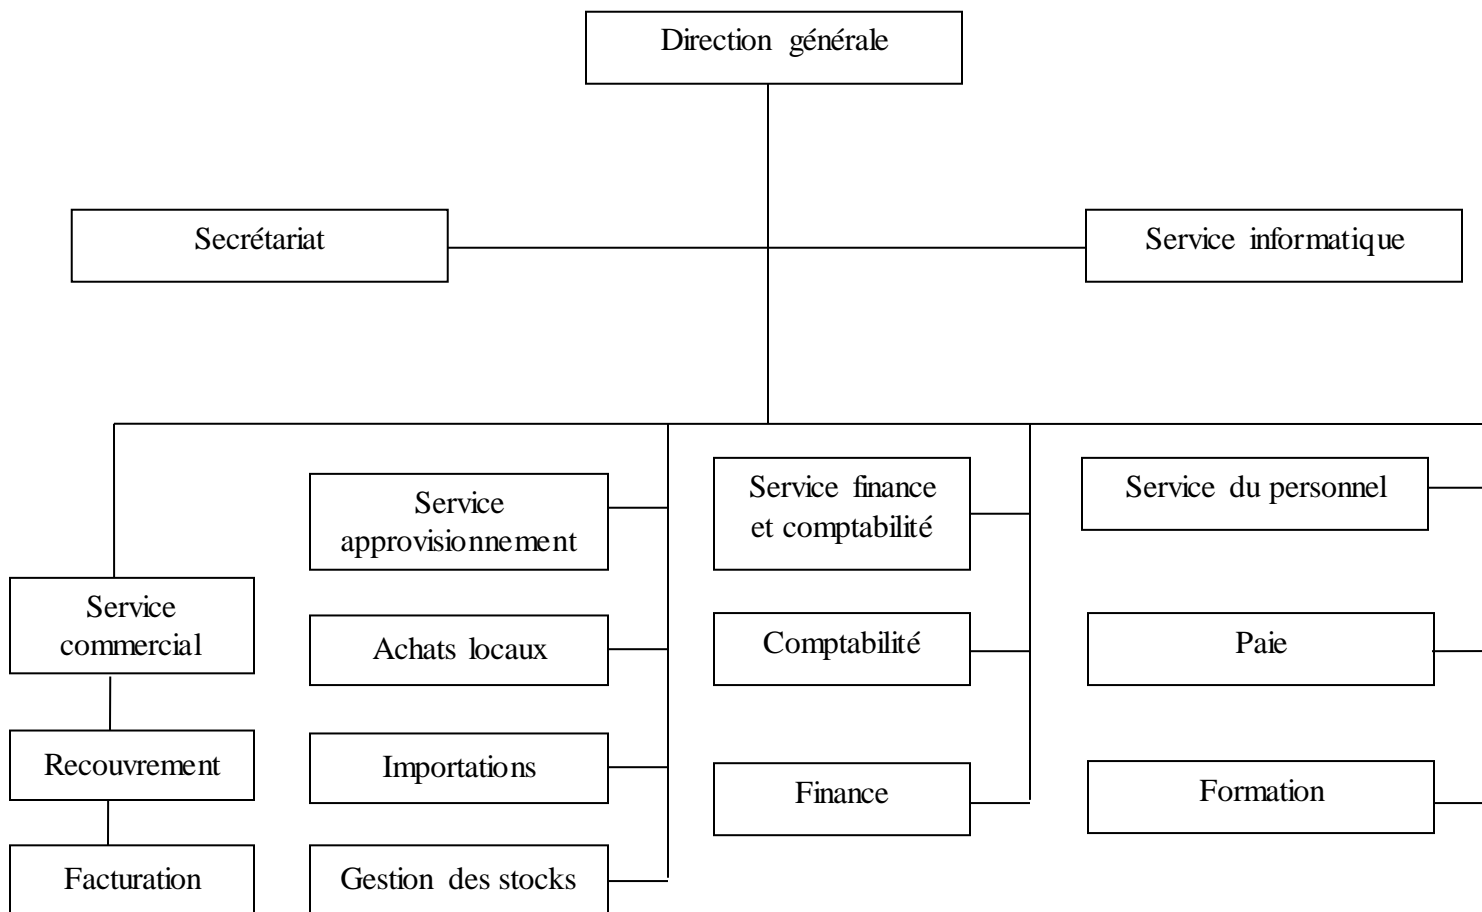 Direction générale
Secrétariat
Service informatique
Service
commercial
Recouvrement
Facturation
Service
approvisionnement
Achats locaux
Importations
Gestion des stocks
Service finance
et comptabilité
Comptabilité
Finance
Service du personnel
Paie
Formation